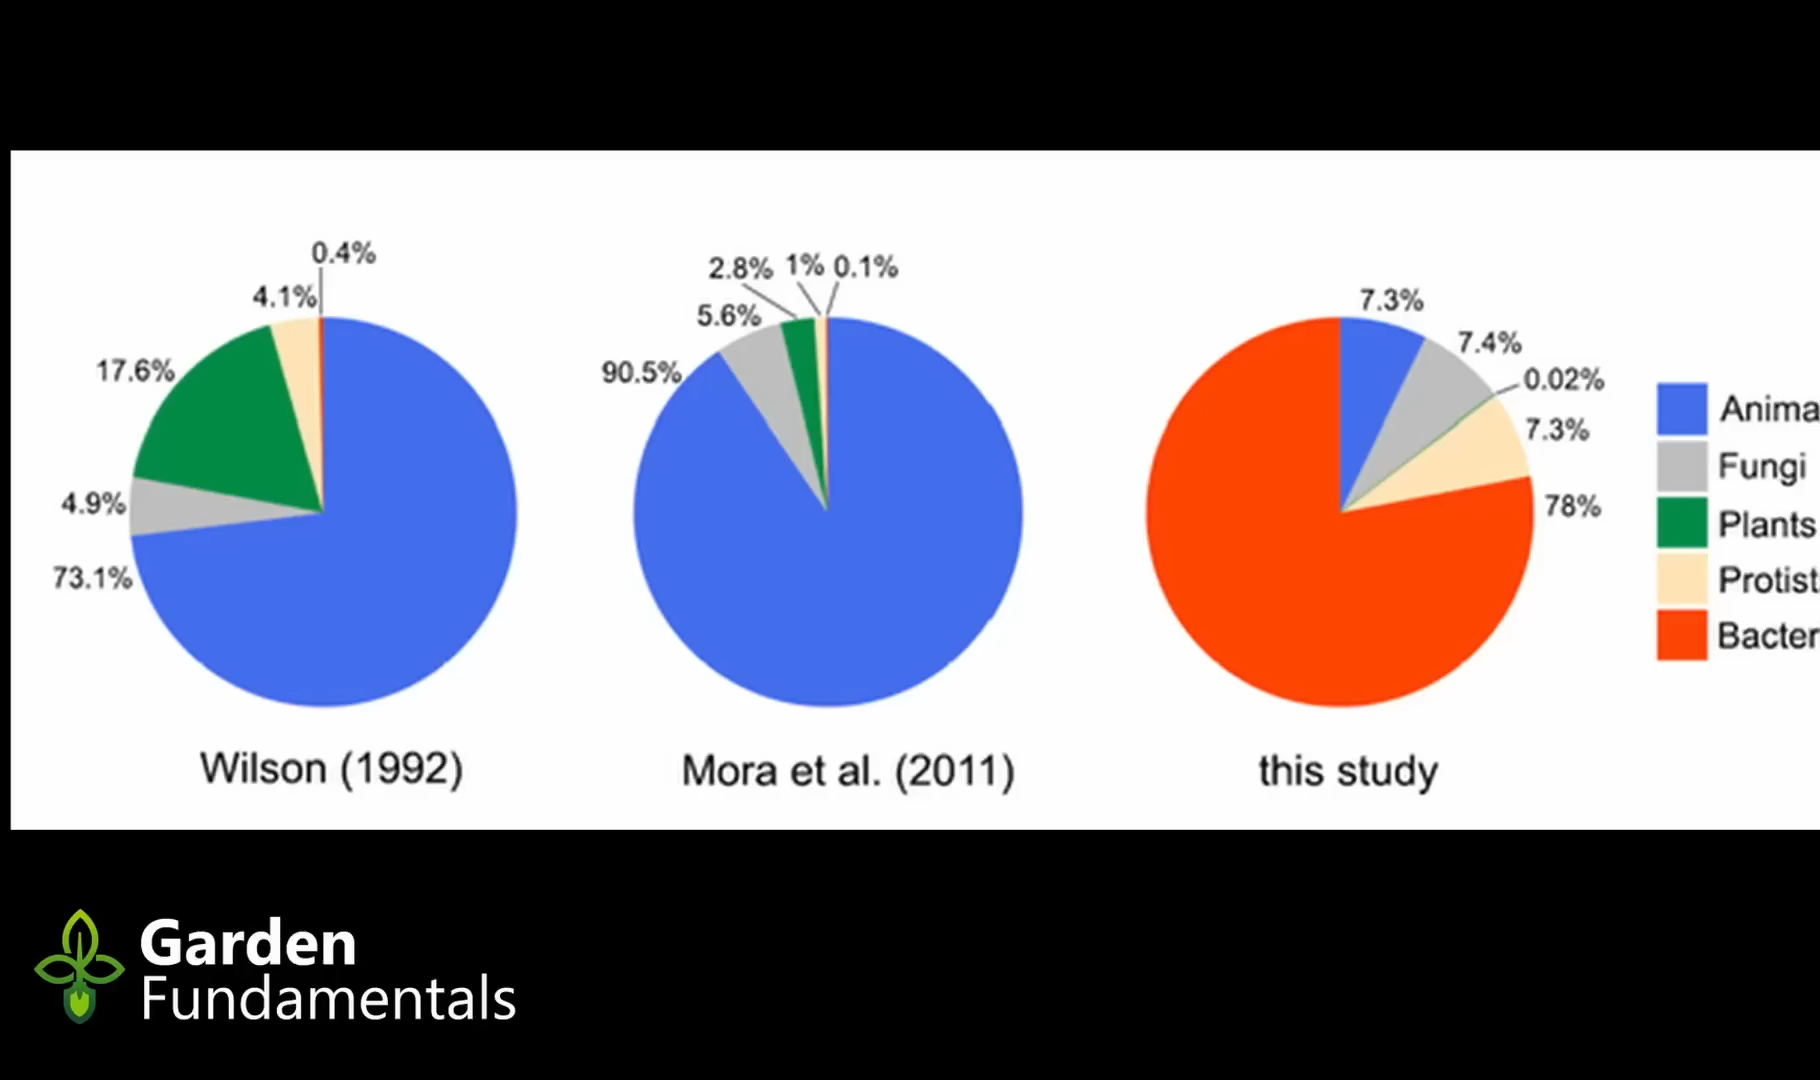 0.4%
4.1%
17.6%
4.9%
73.1%
Wilson (1992)
2.8% 1% 0.1%
5.6%
90.5%
Mora et al. (2011)
7.3%
7.4%
0.02%
7.3%
78%
this study
Anima
Fungi
Plants
Protist
Bacter
Garden
Fundamentals